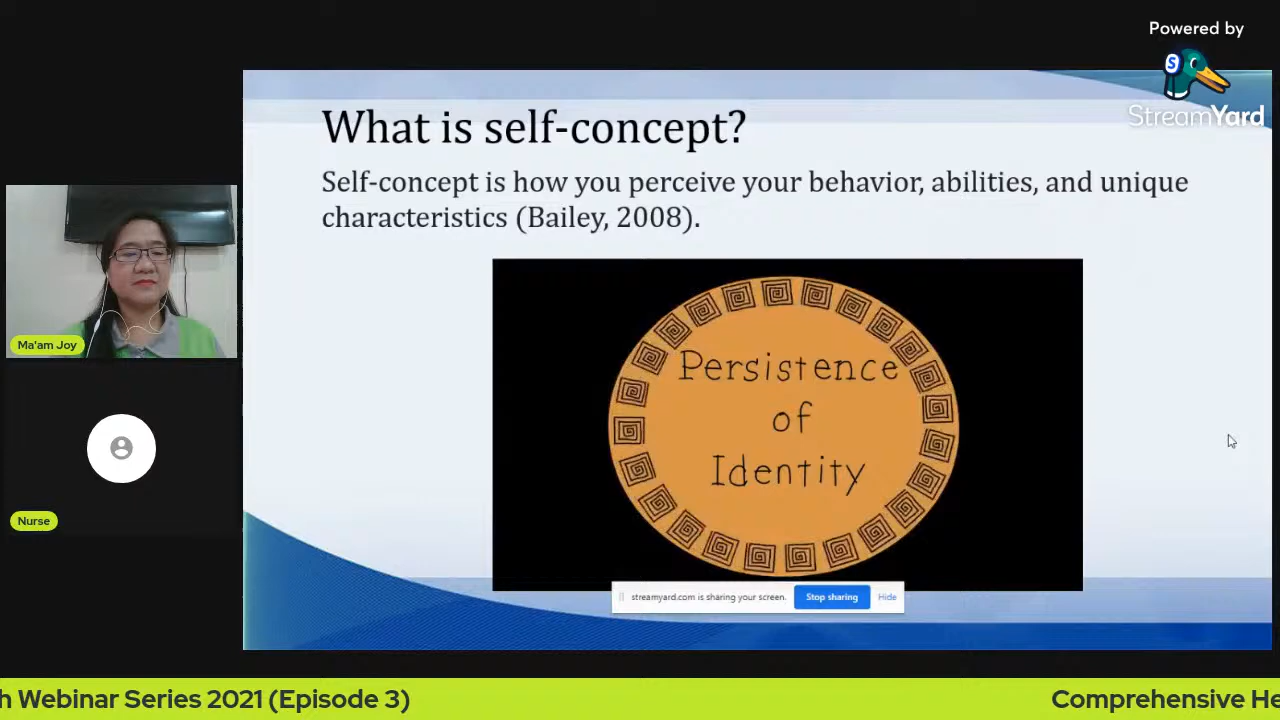 Powered by
StreamYard
What is self-concept?
Self-concept is how you perceive your behavior, abilities, and unique
characteristics (Bailey, 2008).
Persistence
of
Identity
Ma'am Joy
Nurse
streamyard.com is sharing your screen.
Stop sharing
Hide
h Webinar Series 2021 (Episode 3)
Comprehensive He